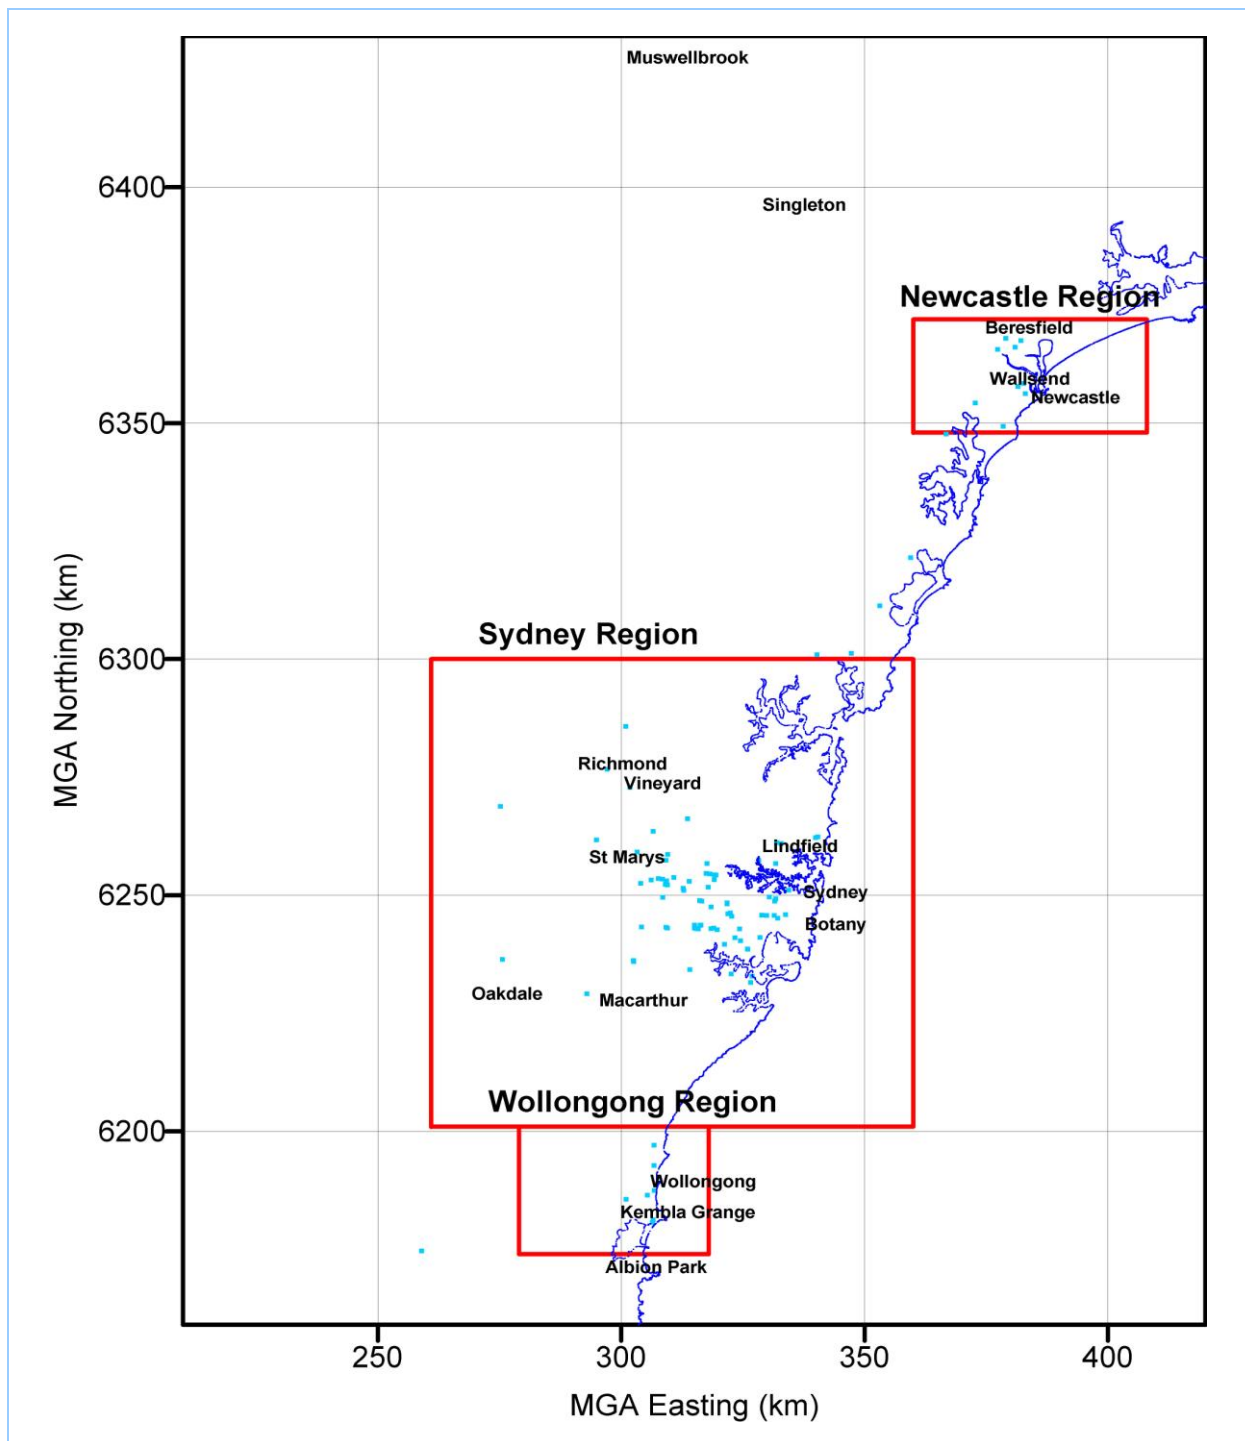 Muswellbrook
6400
Singleton
Newcastle Region
Beresfield
Wallsend
Newcastle
6350
MGA Northing (km)
Sydney Region
6300
Richmond
Vineyard
Lindfield
St Marys
Sydney
6250
Botany
Oakdale
Macarthur
Wollongong Region
6200
Wollongong
Kembla Grange
Albion Park
250
300
350
400
MGA Easting (km)